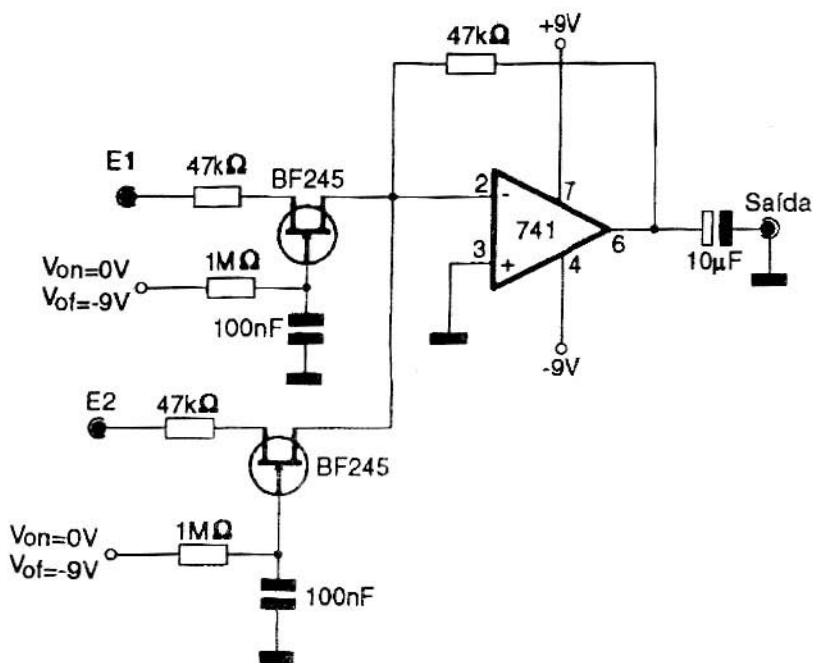 47kΩ
+9V
E1
47kΩ
BF245
2
-
7
741
Saída
6
3
+
4
10µF
Von=0V
1MΩ
Vof=-9V
100nF
-9V
E2
47kΩ
BF245
Von=0V
1MΩ
Vof=-9V
100nF